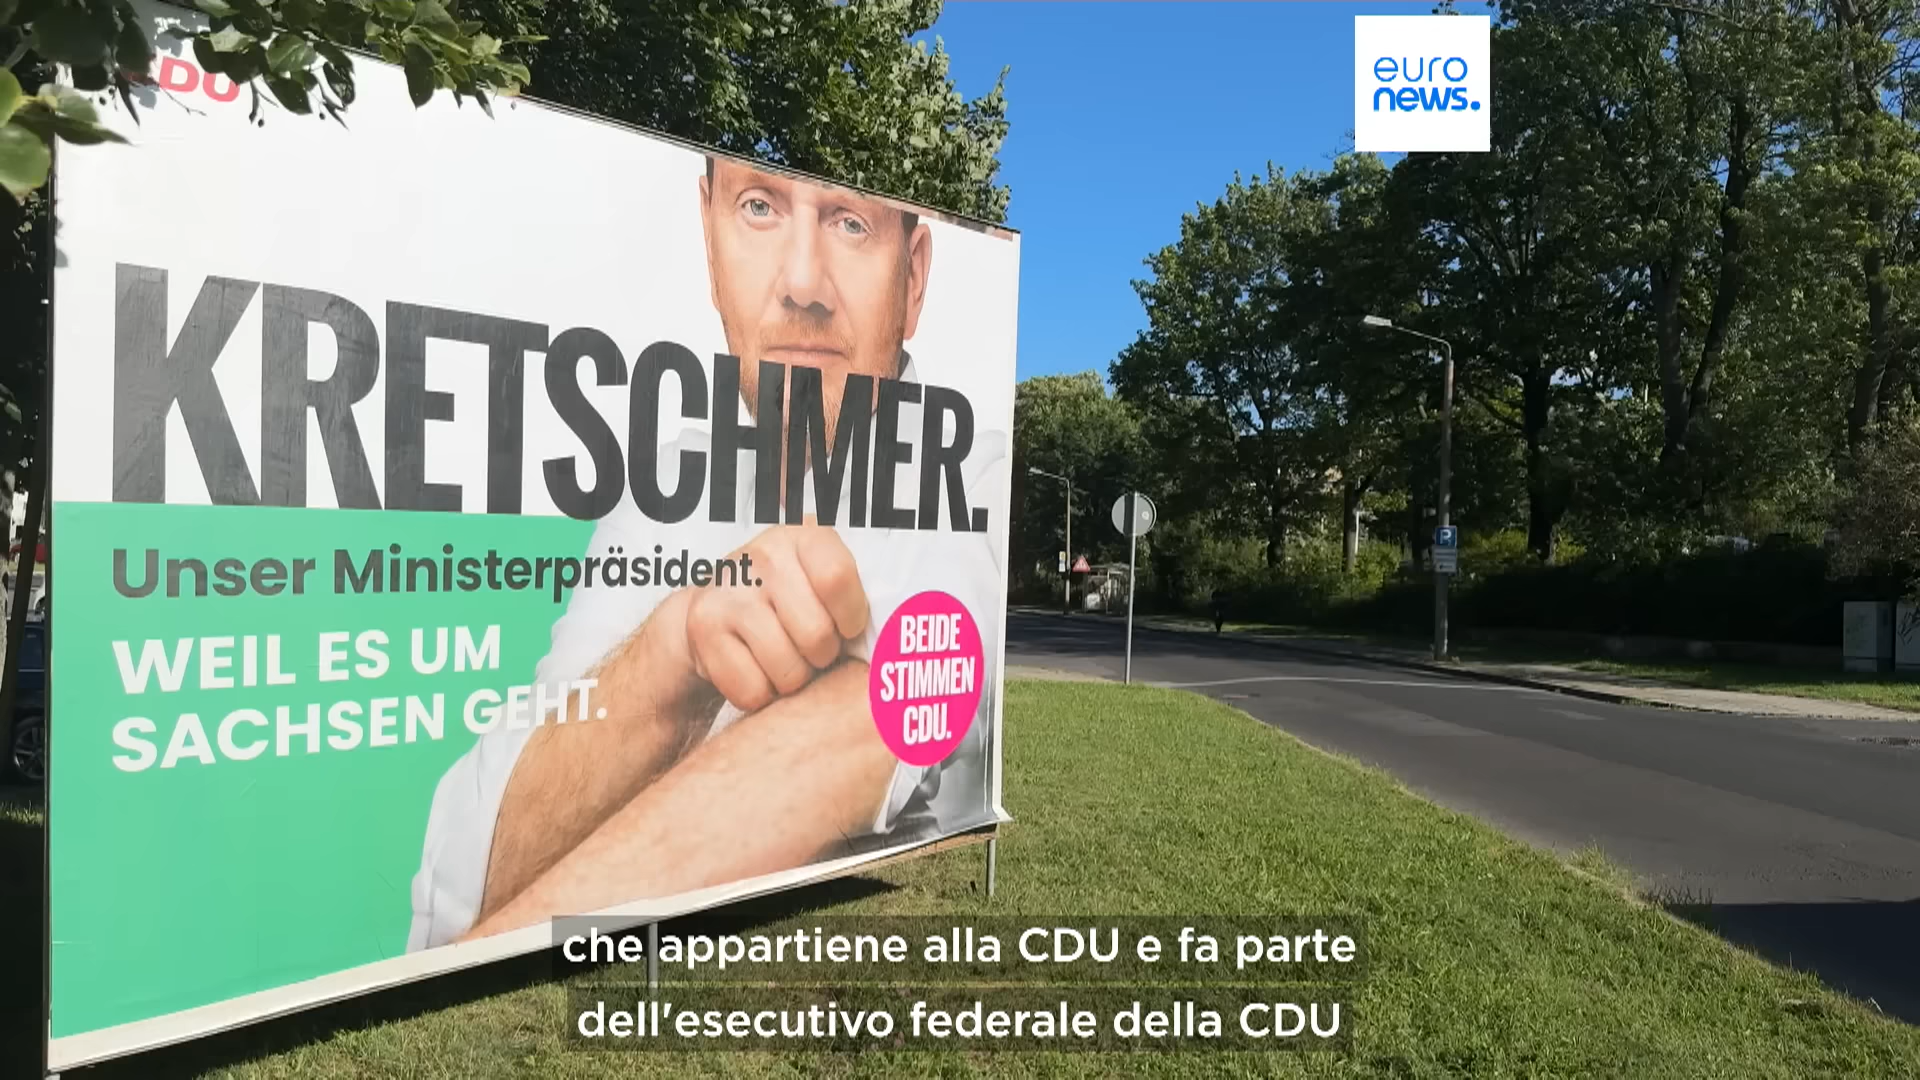 CDU
euro
news.
KRETSCHMER.
Unser Ministerpräsident.
WEIL ES UM
SACHSEN GEHT.
BEIDE
STIMMEN
CDU.
P
che appartiene alla CDU e fa parte
dell'esecutivo federale della CDU